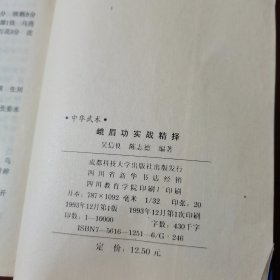 ·中华武术·
峨眉功实战精择
吴信良 陈志德 编著
成都科技大学出版社出版发行
四川省新华书店经销
四川教育学院印刷厂印刷
开本：787×1092 毫米 1/32 印张：20
1993年12月第1版 1993年12月第1次印刷
印数：1—10000 字数：430千字
ISBN7—5616—1251—6/G·246
定 价：12.50 元